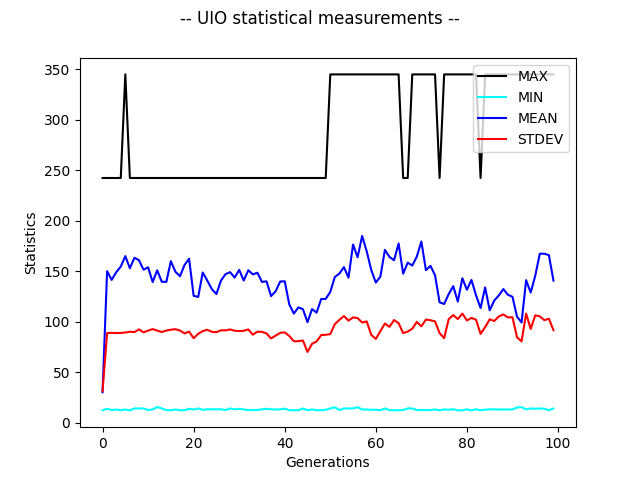 -- UIO statistical measurements --
350
300
250
200
150
100
50
0
Statistics
MAX
MIN
MEAN
STDEV
0 20 40 60 80 100
Generations